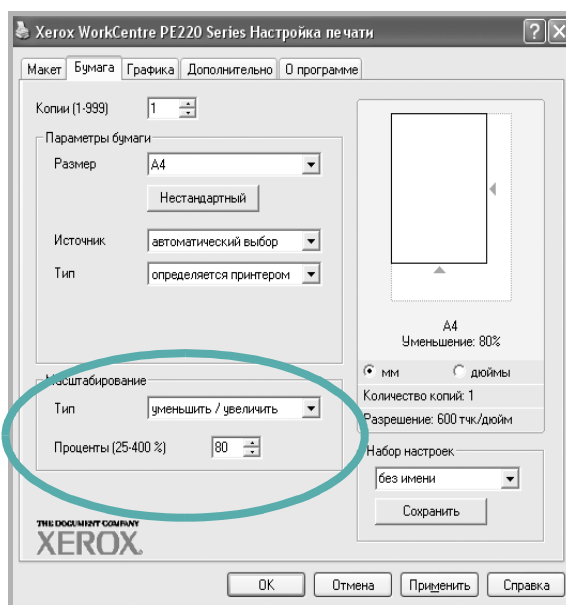 Xerox WorkCentre PE220 Series Настройка печати
Макет Бумага Графика Дополнительно О программе
Копии (1-999) 1
Параметры бумаги
Размер A4
Нестандартный
Источник автоматический выбор
Тип определяется принтером
A4
Уменьшение: 80%
мм дюймы
Количество копий: 1
Разрешение: 600 тчк/дюйм
Масштабирование
Тип уменьшить / увеличить
Проценты (25-400 %) 80
Набор настроек
без имени
Сохранить
THE DOCUMENT COMPANY
XEROX.
OK Отмена Применить Справка